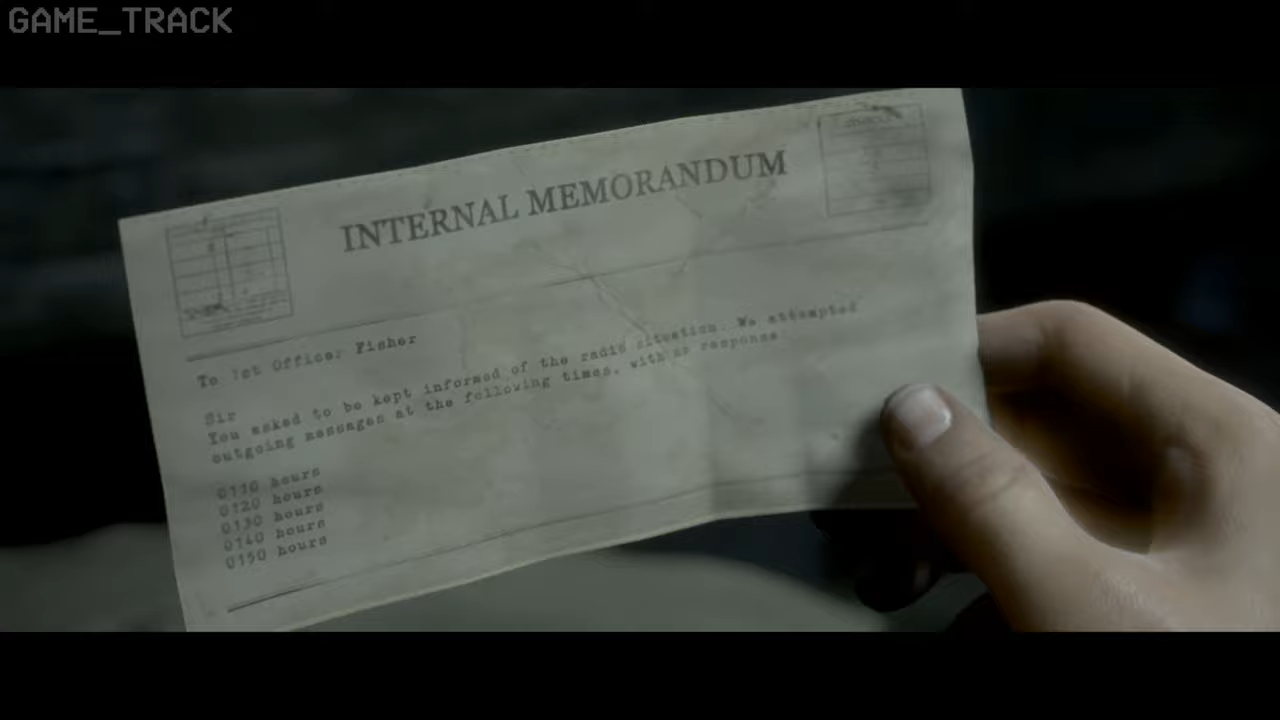 GAME_TRACK
INTERNAL MEMORANDUM
To 1st Officer Fisher
Sir
You asked to be kept informed of the radio situation. We attempted
outgoing messages at the following times, with no response:
0110 hours
0120 hours
0130 hours
0140 hours
0150 hours